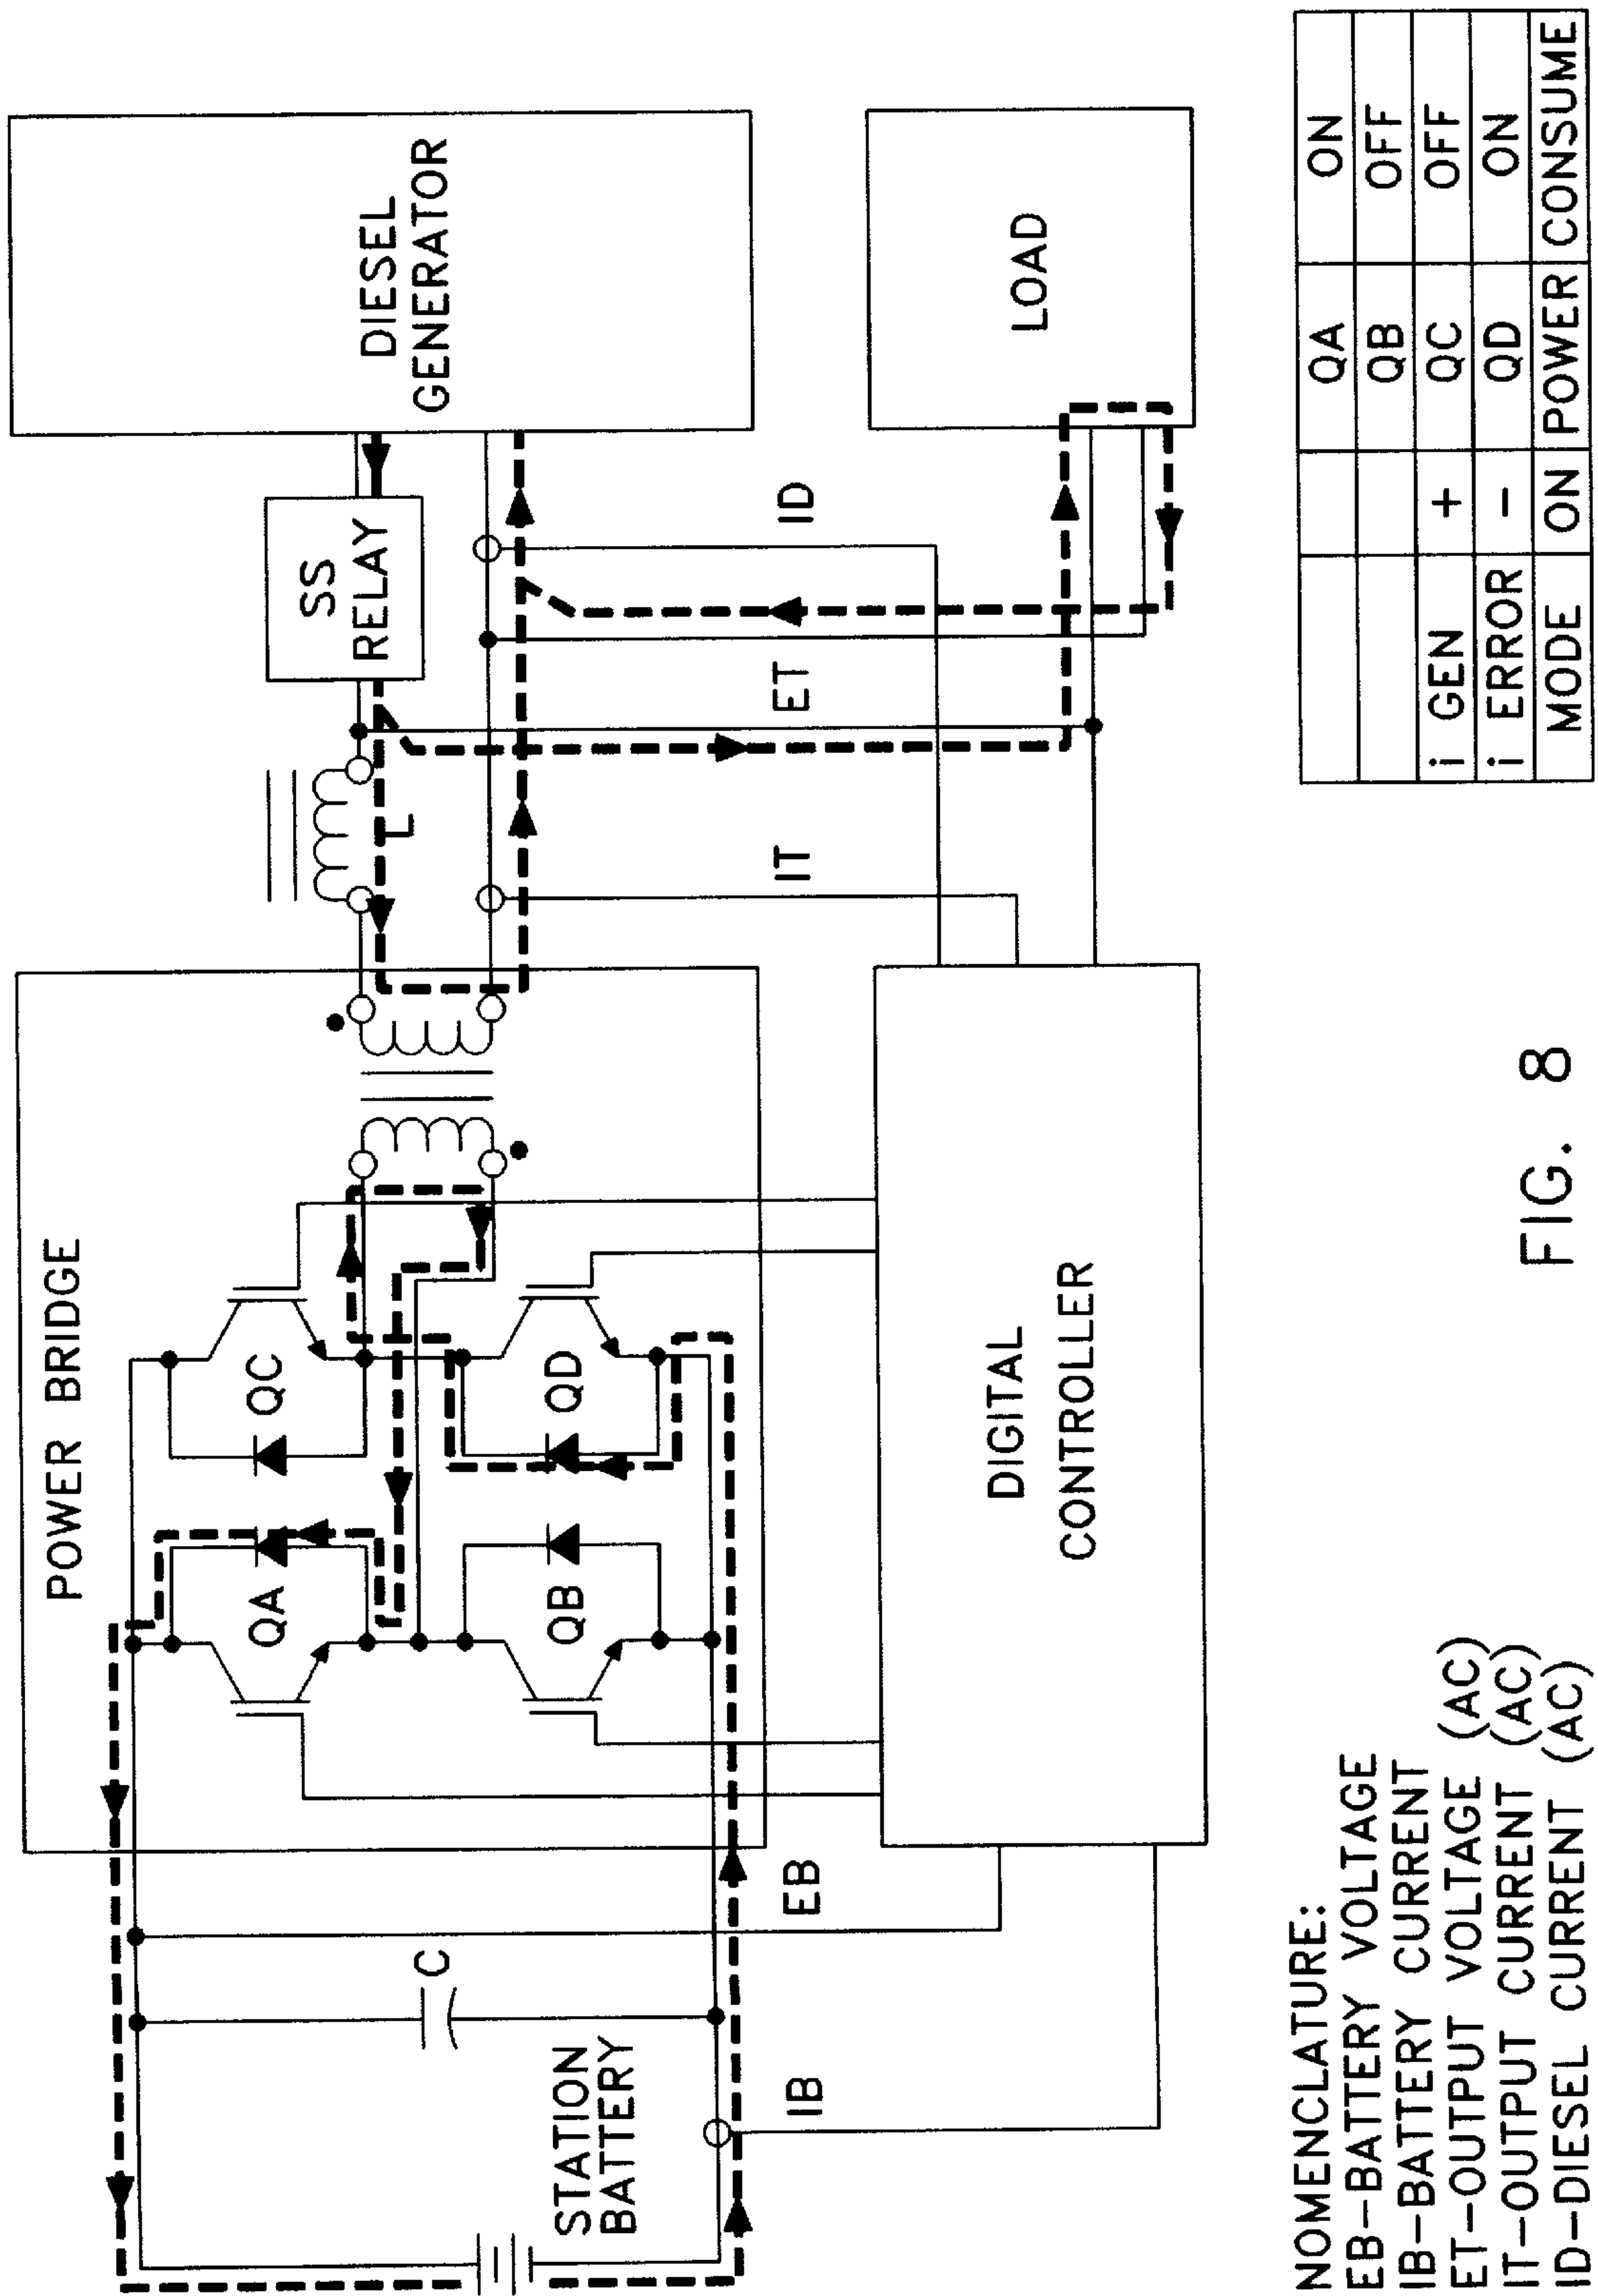 POWER BRIDGE
DIESEL
GENERATOR
SS
RELAY
L
QA
QC
QB
QD
C
STATION
BATTERY
IB
EB
IT
ET
ID
LOAD
DIGITAL
CONTROLLER
NOMENCLATURE:
EB–BATTERY VOLTAGE
IB–BATTERY CURRENT
ET–OUTPUT VOLTAGE (AC)
IT–OUTPUT CURRENT (AC)
ID–DIESEL CURRENT (AC)
FIG. 8
QA ON
QB OFF
i GEN + QC OFF
i ERROR – QD ON
MODE ON POWER CONSUME